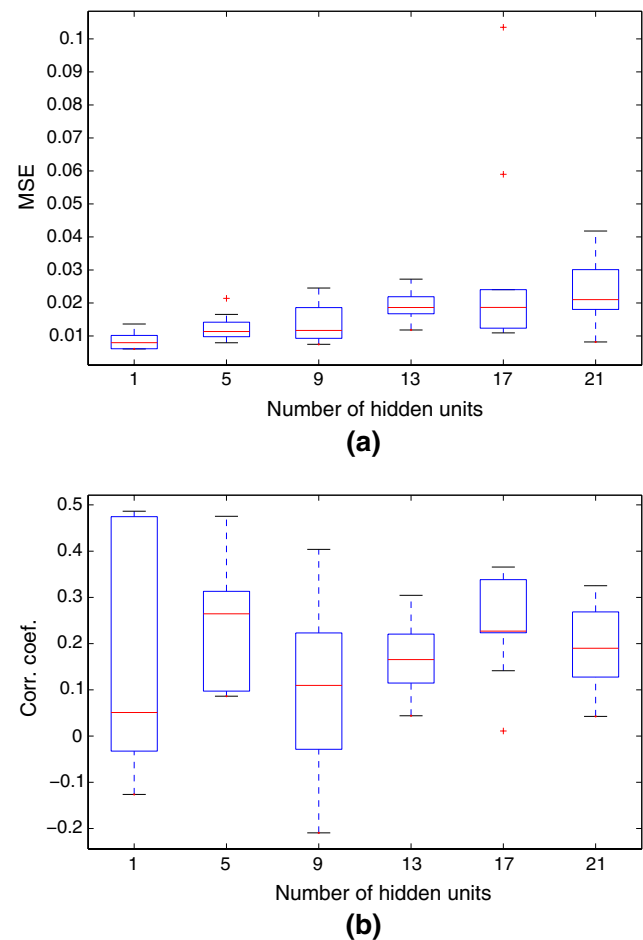 0.1
0.09
0.08
0.07
0.06
0.05
0.04
0.03
0.02
0.01
MSE
1 5 9 13 17 21
Number of hidden units
(a)
0.5
0.4
0.3
0.2
0.1
0
−0.1
−0.2
Corr. coef.
1 5 9 13 17 21
Number of hidden units
(b)